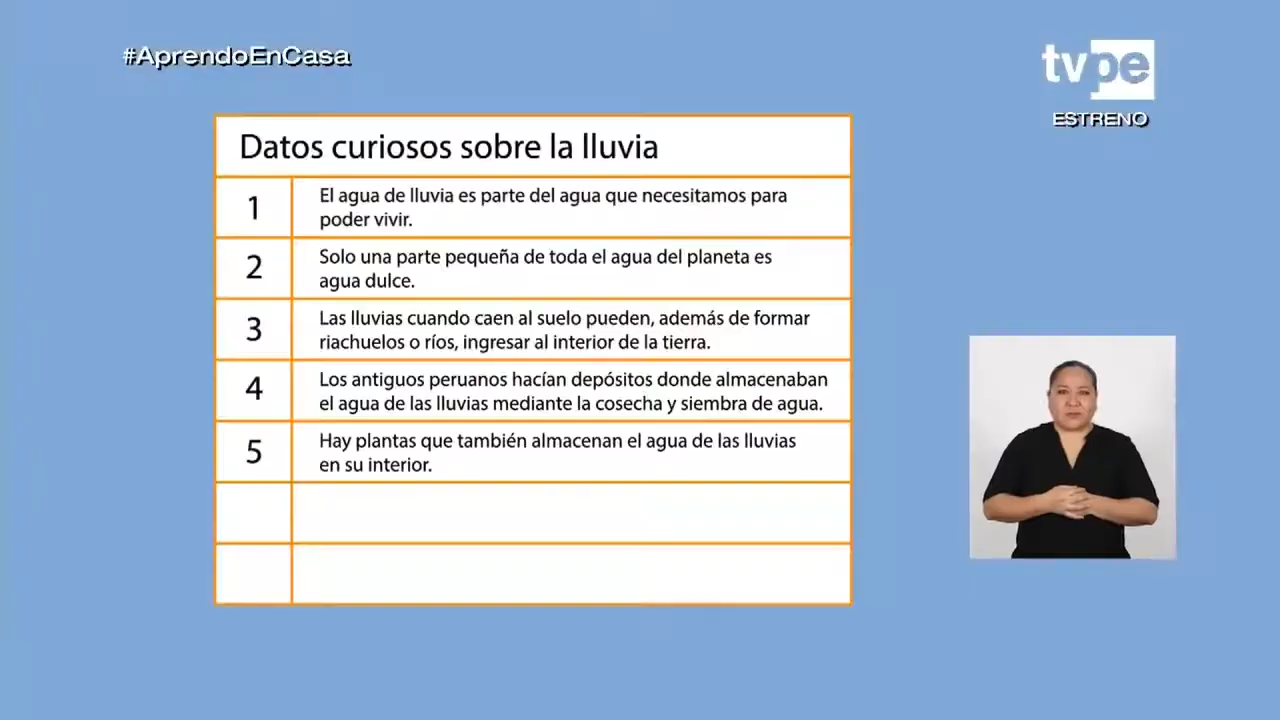 #AprendoEnCasa
tvpe
ESTRENO
Datos curiosos sobre la lluvia
1
El agua de lluvia es parte del agua que necesitamos para
poder vivir.
2
Solo una parte pequeña de toda el agua del planeta es
agua dulce.
3
Las lluvias cuando caen al suelo pueden, además de formar
riachuelos o ríos, ingresar al interior de la tierra.
4
Los antiguos peruanos hacían depósitos donde almacenaban
el agua de las lluvias mediante la cosecha y siembra de agua.
5
Hay plantas que también almacenan el agua de las lluvias
en su interior.